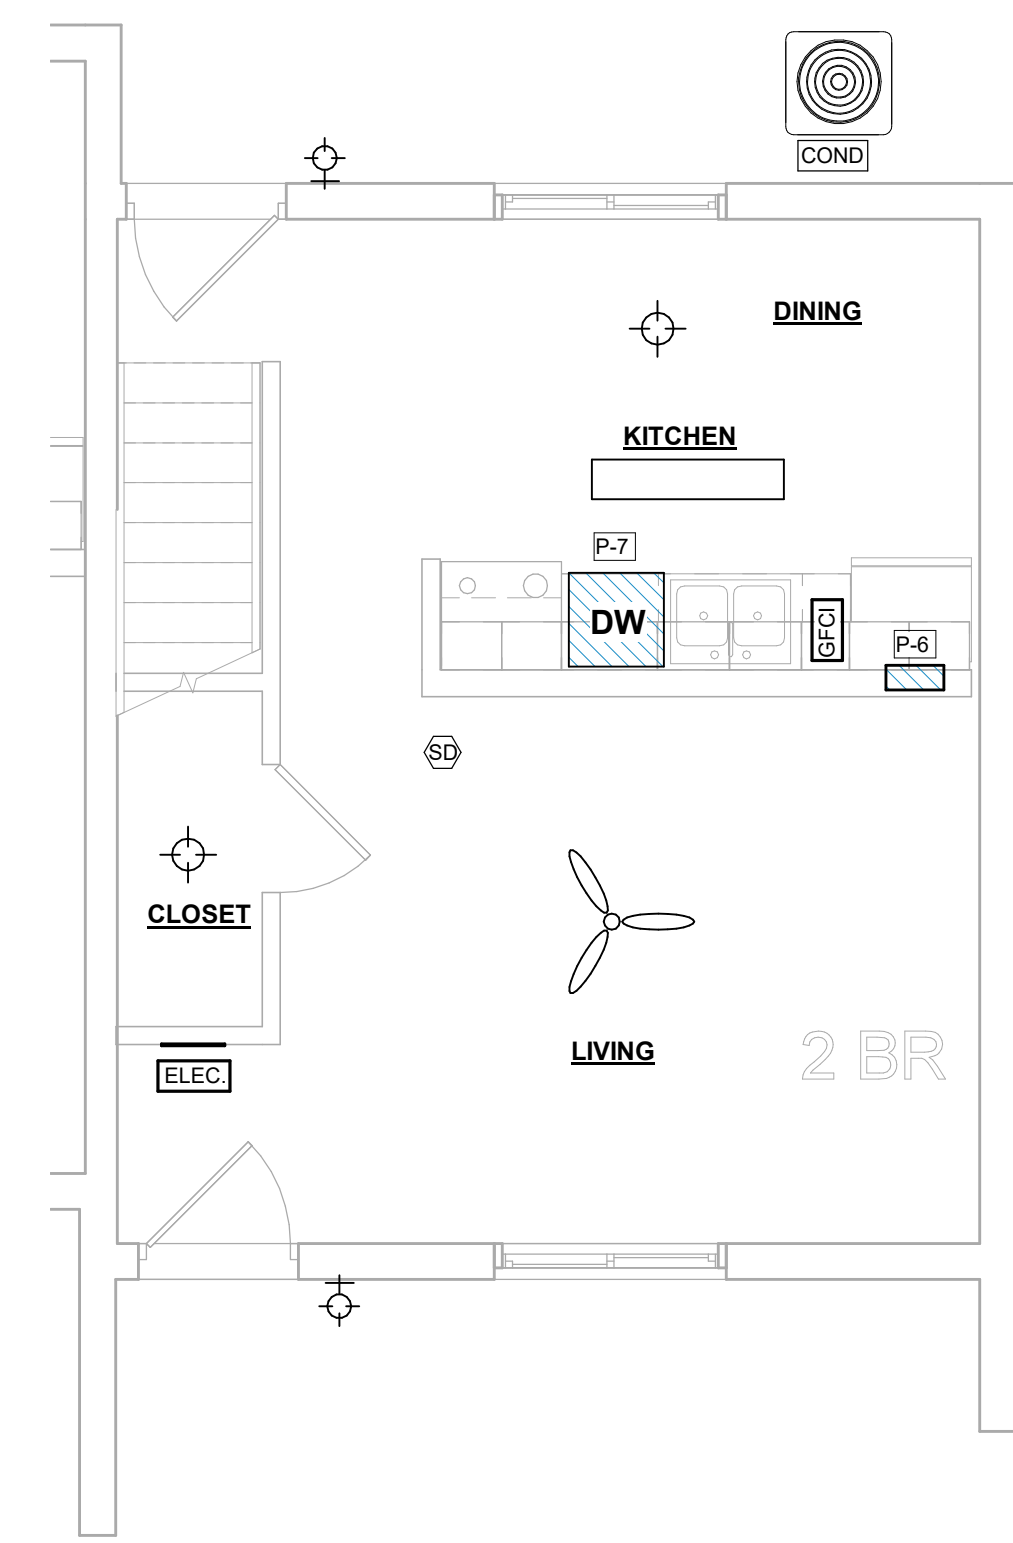 COND
DINING
KITCHEN
P-7
DW
GFCI
P-6
SD
CLOSET
LIVING
2 BR
ELEC.